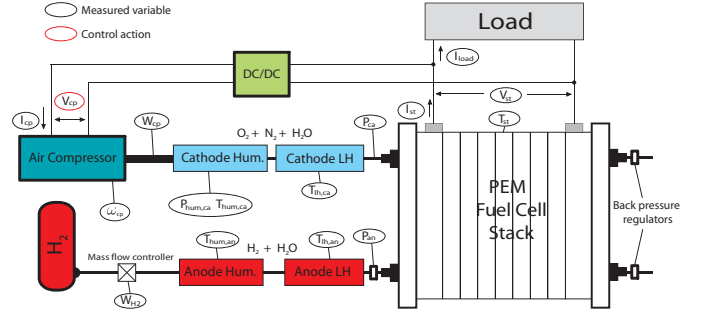 Measured variable
Control action
Load
I_load
DC/DC
V_cp
I_cp
V_st
I_st
W_cp
P_ca
T_st
O₂ + N₂ + H₂O
Air Compressor
Cathode Hum.
Cathode LH
P_hum,ca T_hum,ca
T_lh,ca
ω_cp
PEM
Fuel Cell
Stack
Back pressure
regulators
H₂
T_hum,an
H₂ + H₂O
T_lh,an
P_an
Mass flow controller
Anode Hum.
Anode LH
W_H2